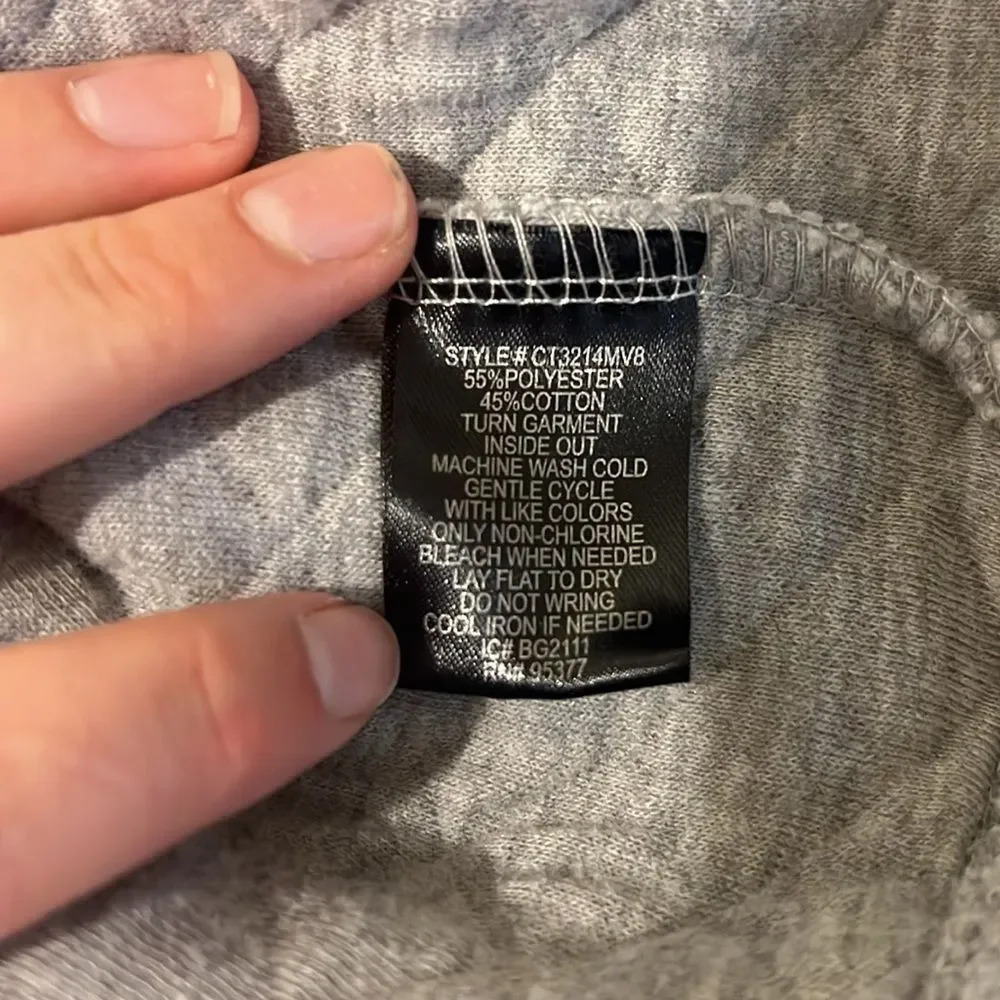 STYLE# CT3214MV8
55%POLYESTER
45%COTTON
TURN GARMENT
INSIDE OUT
MACHINE WASH COLD
GENTLE CYCLE
WITH LIKE COLORS
ONLY NON-CHLORINE
BLEACH WHEN NEEDED
LAY FLAT TO DRY
DO NOT WRING
COOL IRON IF NEEDED
IC# BG2111
RN# 95377